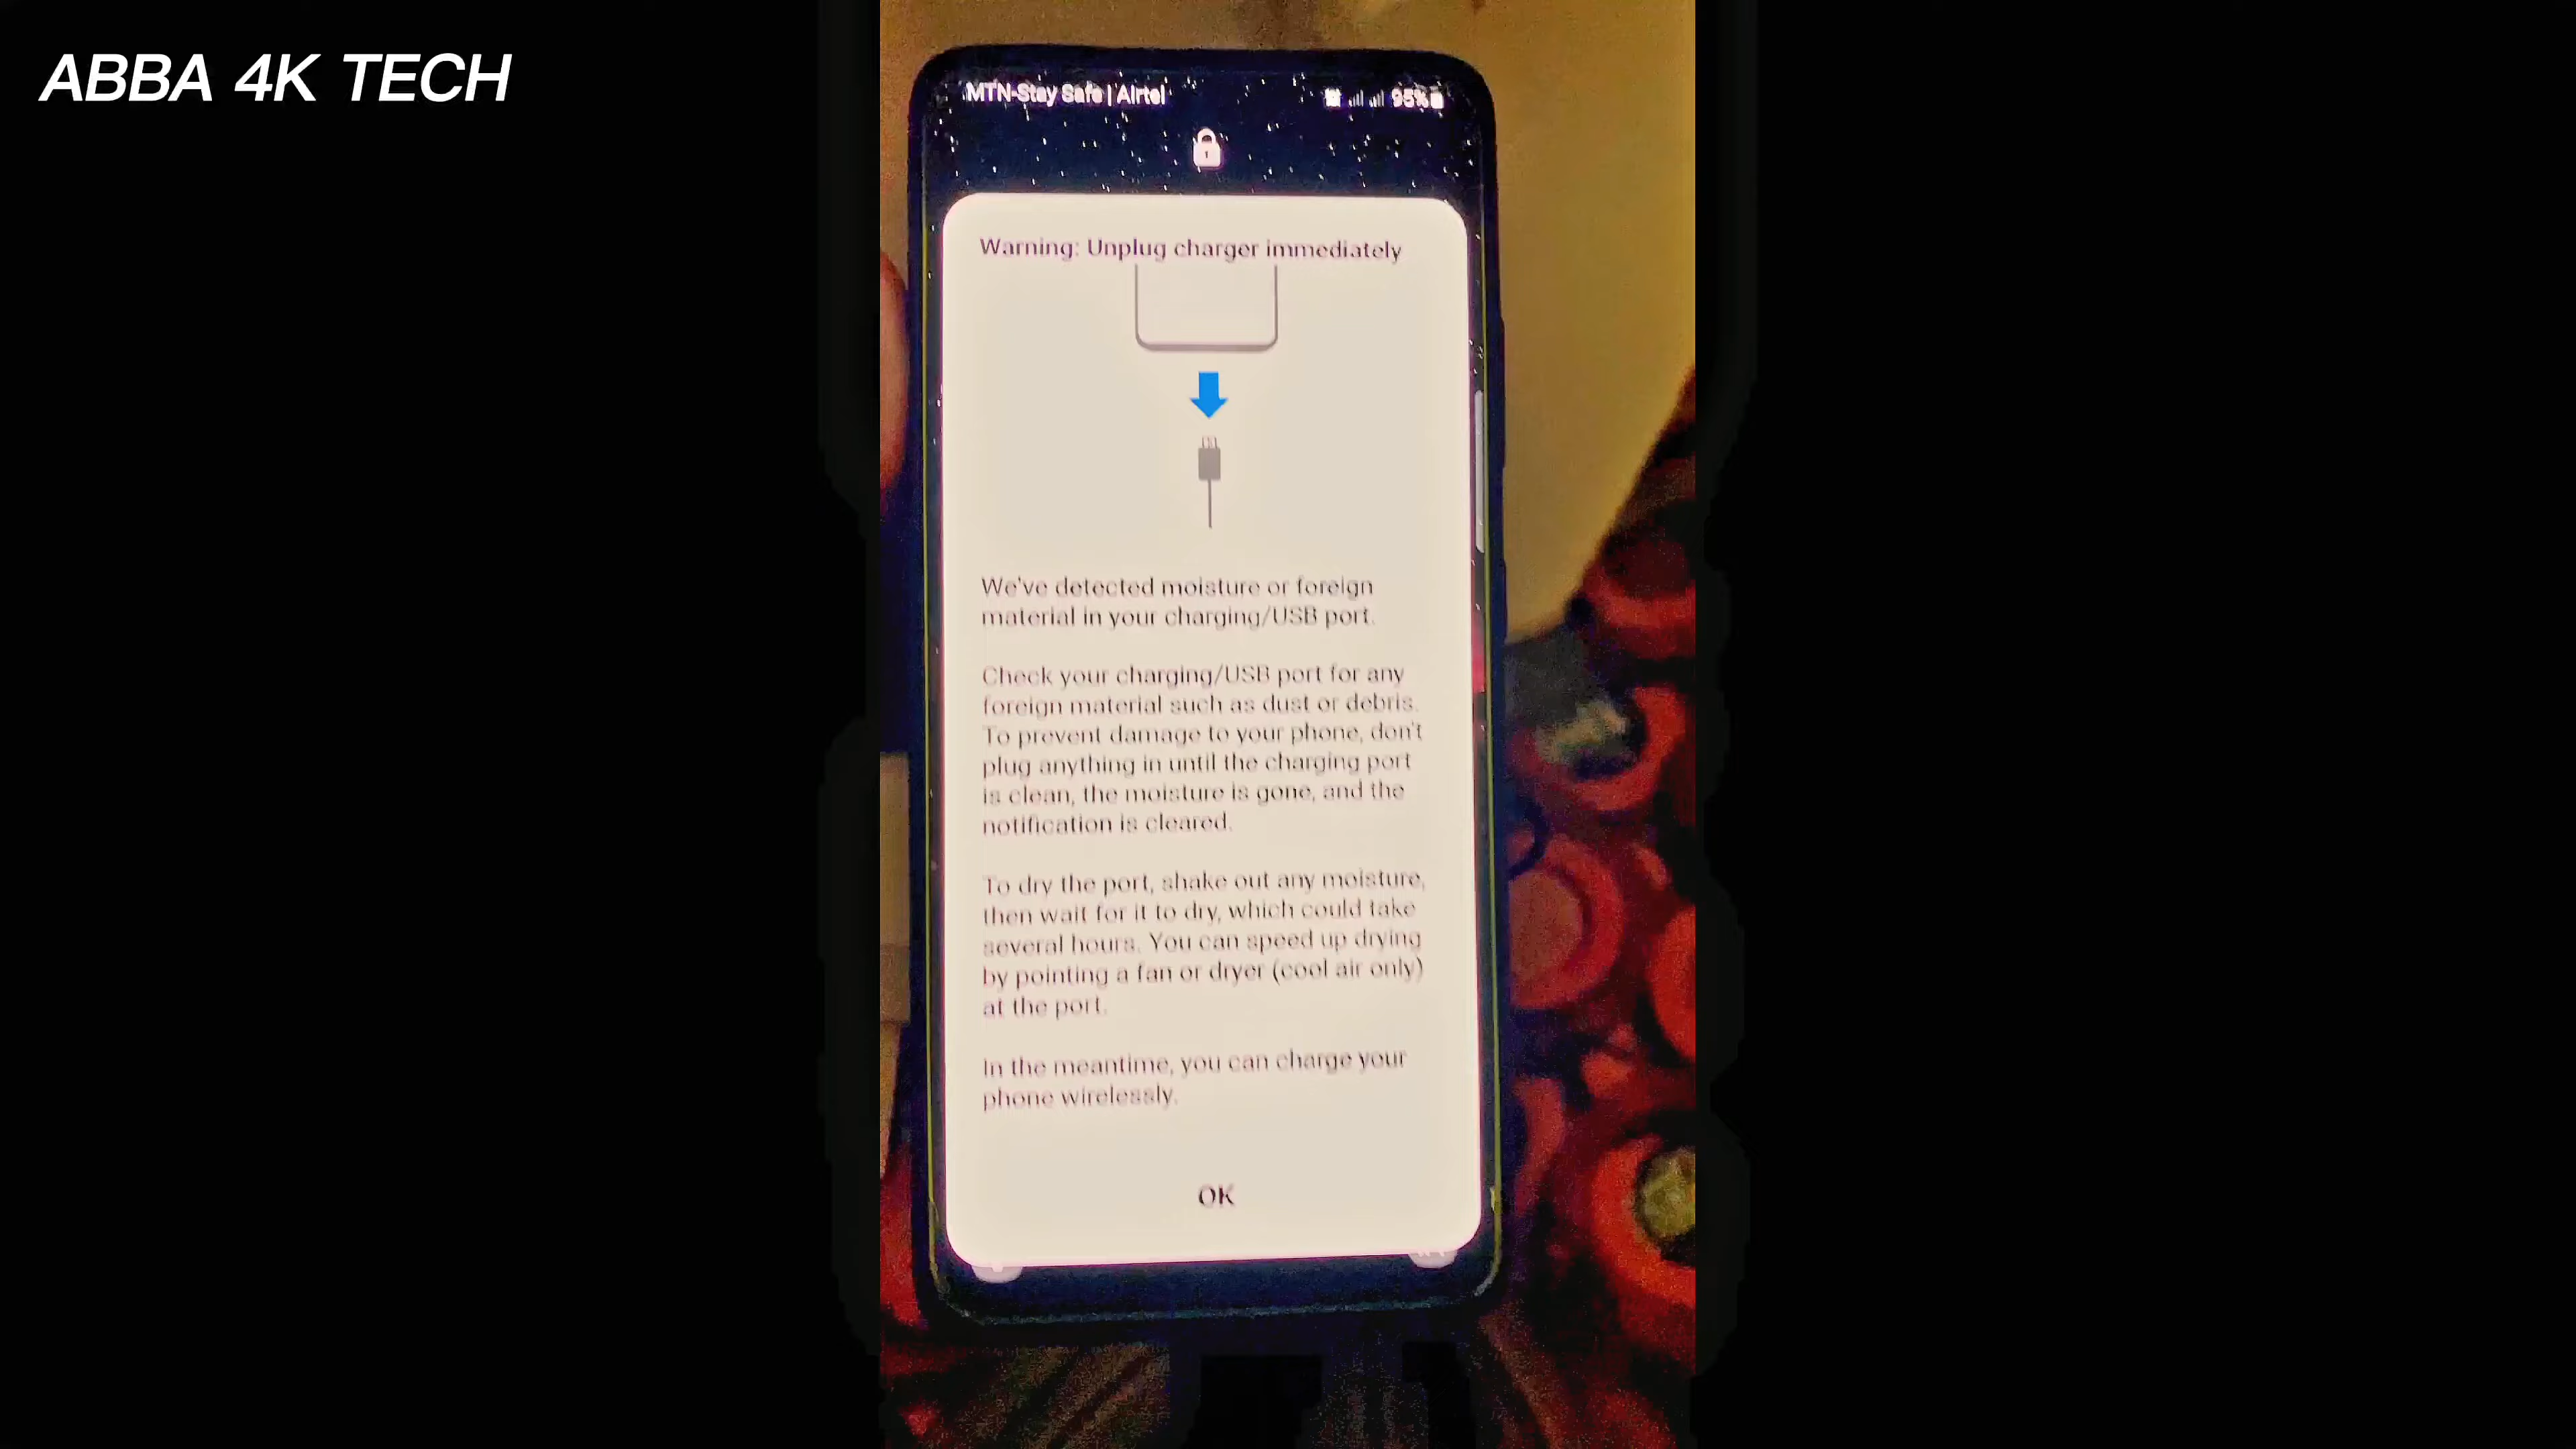 ABBA 4K TECH
MTN-Stay Safe | Airtel
95%
Warning: Unplug charger immediately
We've detected moisture or foreign
material in your charging/USB port.
Check your charging/USB port for any
foreign material such as dust or debris.
To prevent damage to your phone, don't
plug anything in until the charging port
is clean, the moisture is gone, and the
notification is cleared.
To dry the port, shake out any moisture,
then wait for it to dry, which could take
several hours. You can speed up drying
by pointing a fan or dryer (cool air only)
at the port.
In the meantime, you can charge your
phone wirelessly.
OK